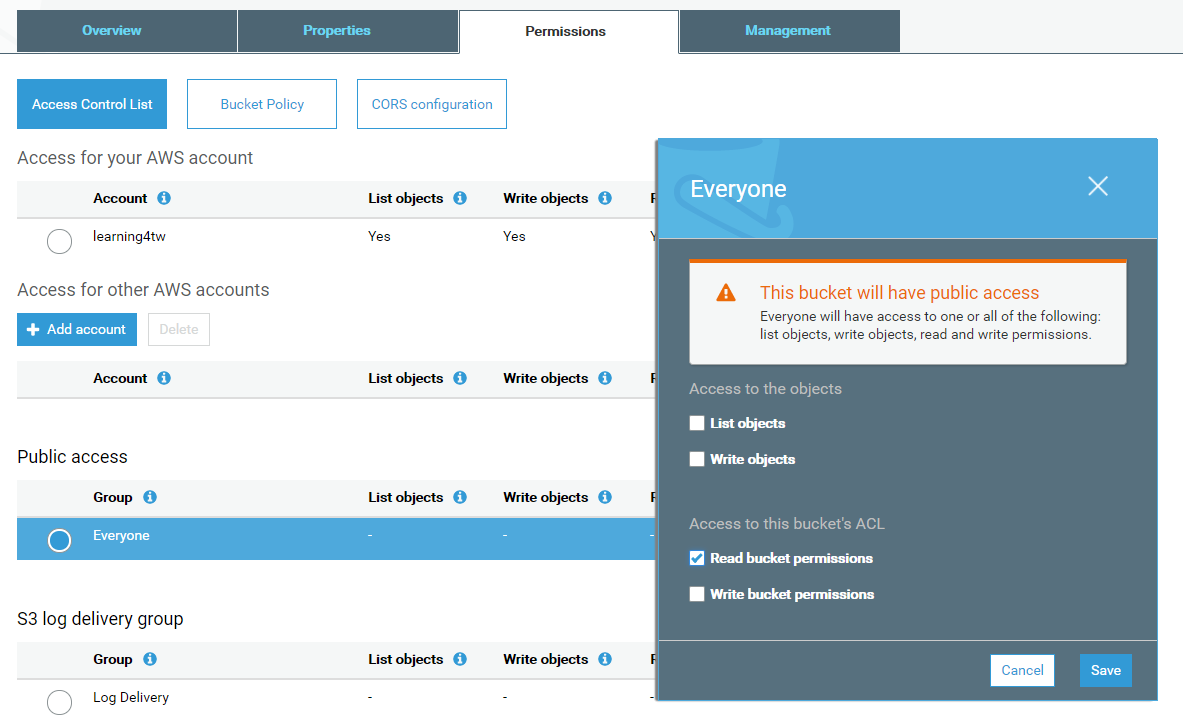 Overview Properties Permissions Management
Access Control List Bucket Policy CORS configuration
Access for your AWS account
Account List objects Write objects
learning4tw Yes Yes
Access for other AWS accounts
Add account Delete
Account List objects Write objects
Public access
Group List objects Write objects
Everyone - - -
S3 log delivery group
Group List objects Write objects
Log Delivery - - -
Everyone
This bucket will have public access
Everyone will have access to one or all of the following:
list objects, write objects, read and write permissions.
Access to the objects
List objects
Write objects
Access to this bucket's ACL
Read bucket permissions
Write bucket permissions
Cancel Save